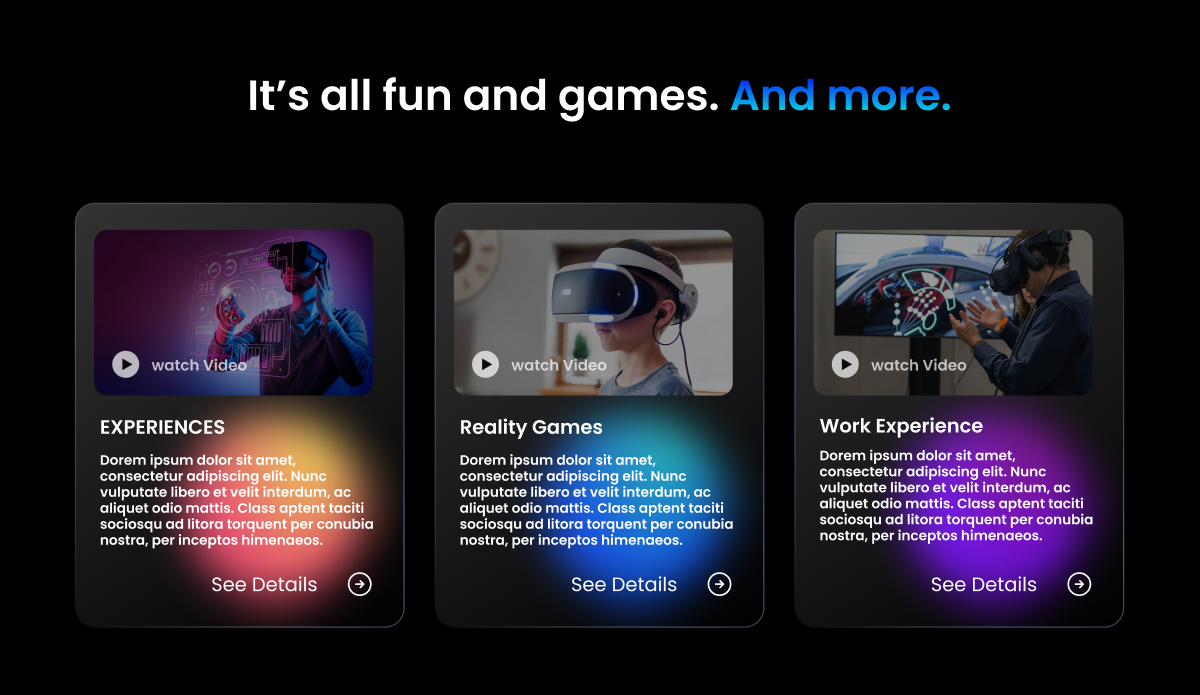 It’s all fun and games. And more.
watch Video
EXPERIENCES
Dorem ipsum dolor sit amet,
consectetur adipiscing elit. Nunc
vulputate libero et velit interdum, ac
aliquet odio mattis. Class aptent taciti
sociosqu ad litora torquent per conubia
nostra, per inceptos himenaeos.
See Details
watch Video
Reality Games
Dorem ipsum dolor sit amet,
consectetur adipiscing elit. Nunc
vulputate libero et velit interdum, ac
aliquet odio mattis. Class aptent taciti
sociosqu ad litora torquent per conubia
nostra, per inceptos himenaeos.
See Details
watch Video
Work Experience
Dorem ipsum dolor sit amet,
consectetur adipiscing elit. Nunc
vulputate libero et velit interdum, ac
aliquet odio mattis. Class aptent taciti
sociosqu ad litora torquent per conubia
nostra, per inceptos himenaeos.
See Details